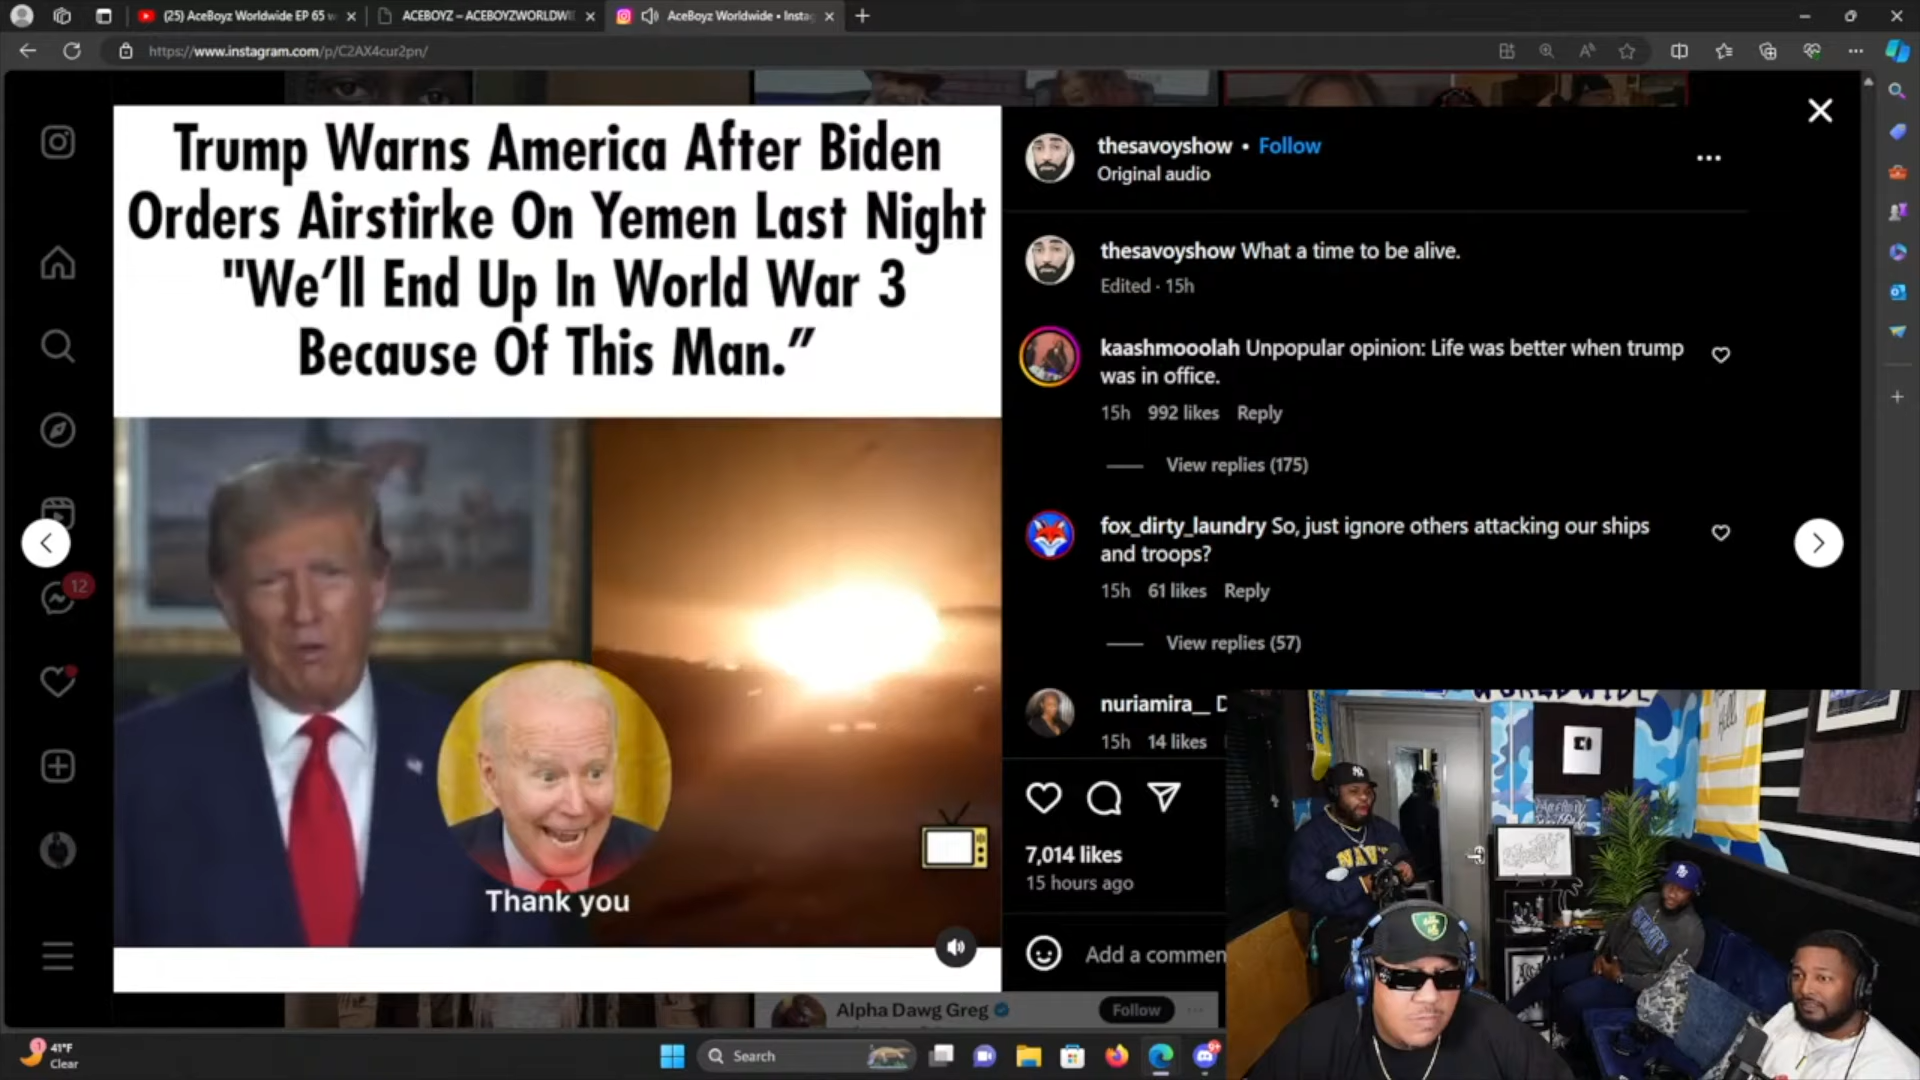 (25) AceBoyz Worldwide EP 65 w
ACEBOYZ – ACEBOYZWORLDWI
AceBoyz Worldwide • Insta
https://www.instagram.com/p/C2AX4cur2pn/
Trump Warns America After Biden
Orders Airstirke On Yemen Last Night
"We’ll End Up In World War 3
Because Of This Man.”
Thank you
thesavoyshow • Follow
Original audio
thesavoyshow What a time to be alive.
Edited · 15h
kaashmooolah Unpopular opinion: Life was better when trump
was in office.
15h 992 likes Reply
View replies (175)
fox_dirty_laundry So, just ignore others attacking our ships
and troops?
15h 61 likes Reply
View replies (57)
nuriamira__ D
15h 14 likes
7,014 likes
15 hours ago
Add a commen
12
Alpha Dawg Greg
Follow
WORLDWIDE
NAVY
41°F
Clear
Search
9+